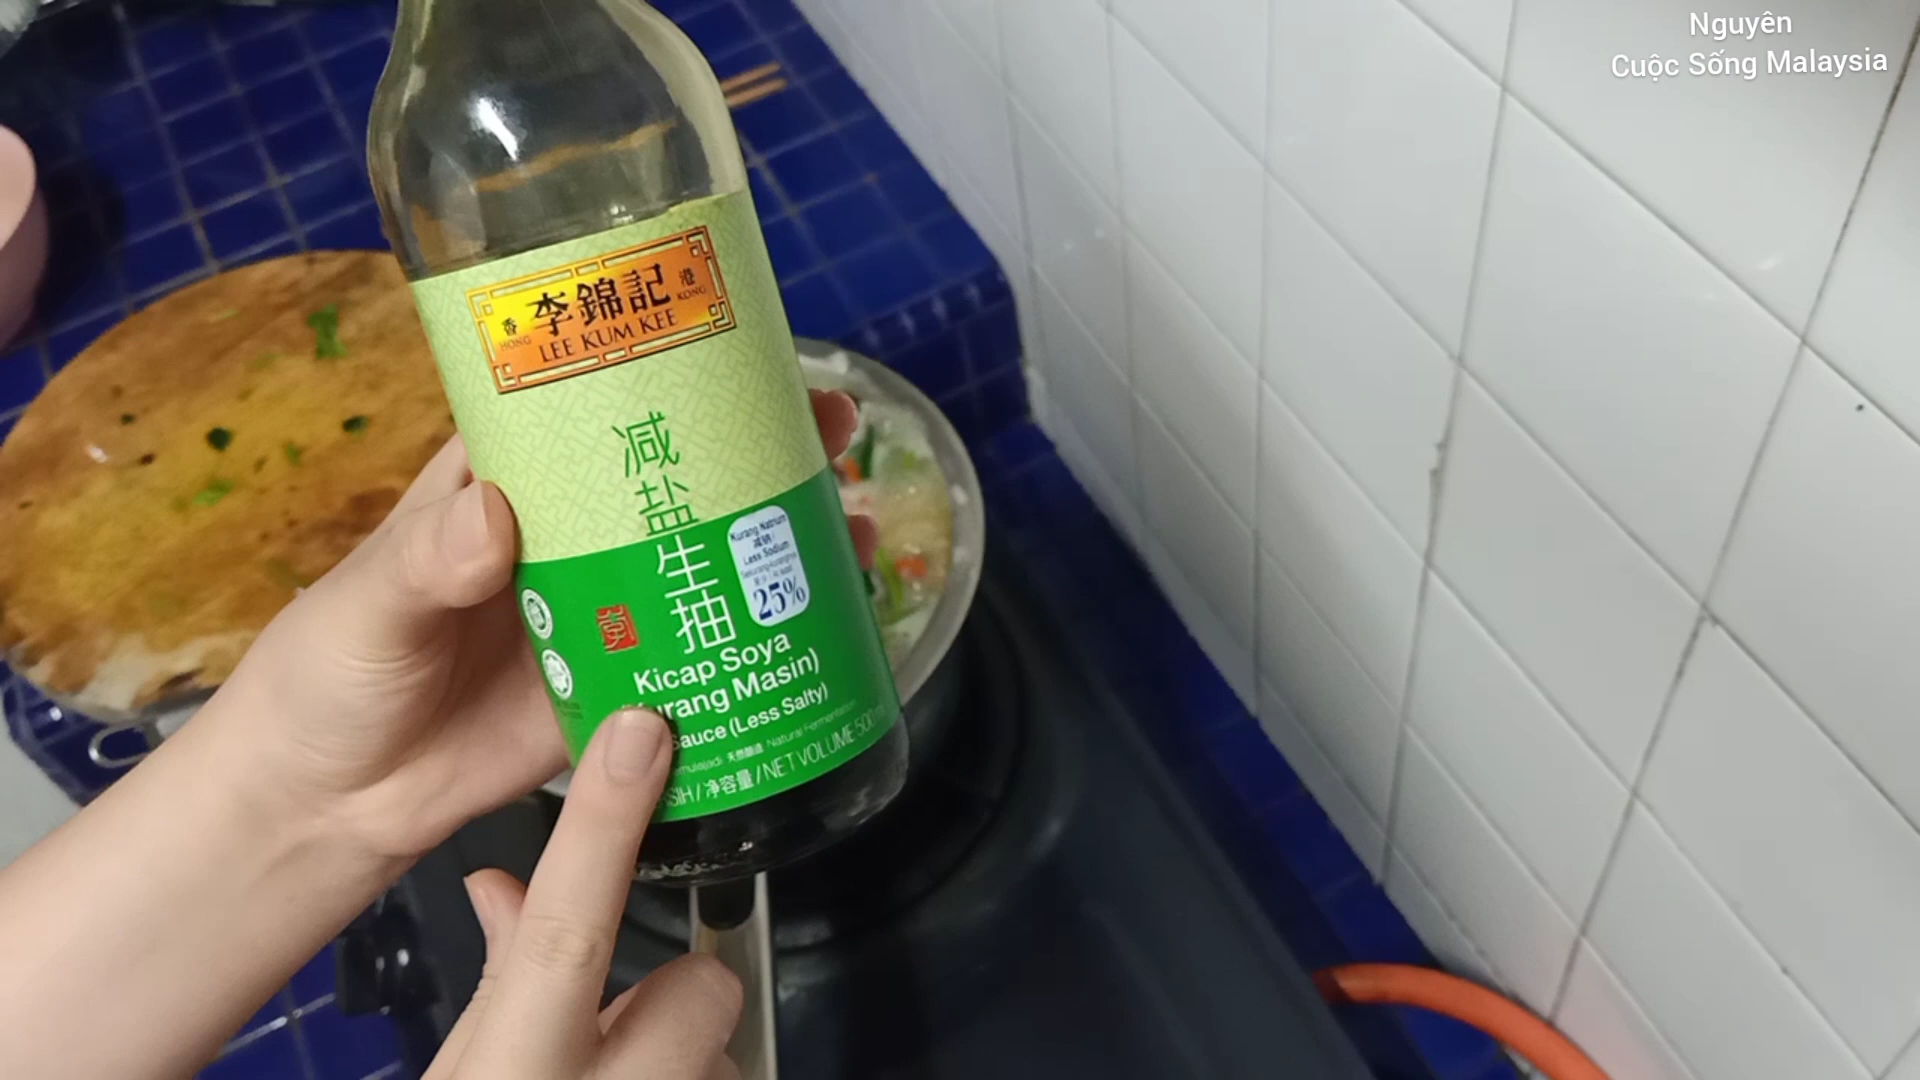 Nguyên
Cuộc Sống Malaysia
香 李錦記 港
HONG LEE KUM KEE KONG
减盐生抽
Kurang Natrium
减钠 /
Less Sodium
25%
Kicap Soya
Masin)
Sauce (Less Salty)
天然酿造 Natural Fermentation
/ 净容量 / NET VOLUME 500